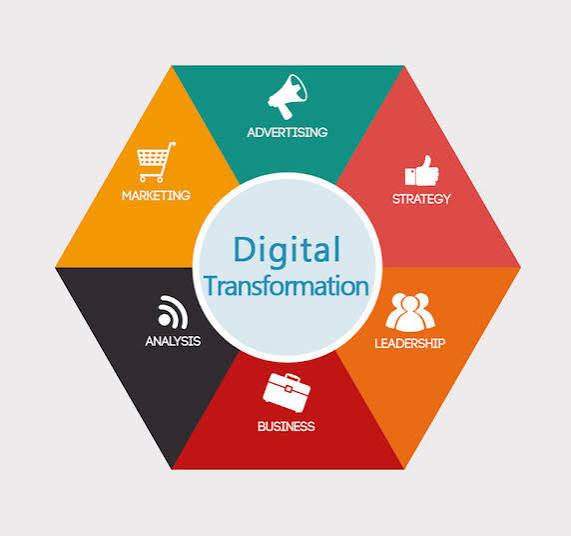 ADVERTISING
MARKETING
STRATEGY
Digital
Transformation
ANALYSIS
LEADERSHIP
BUSINESS